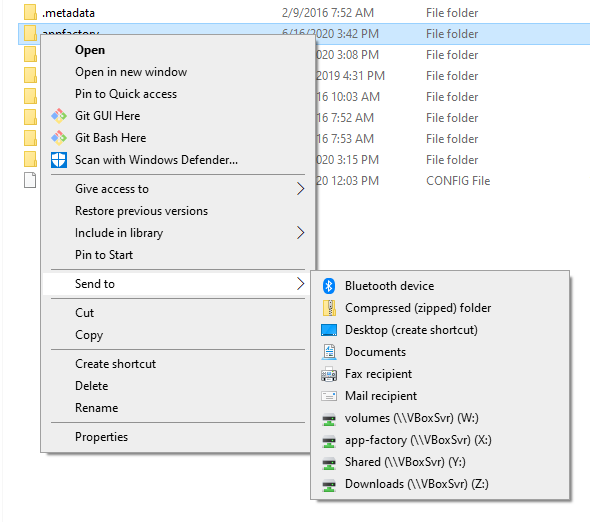 .metadata 2/9/2016 7:52 AM File folder
appfactory 6/16/2020 3:42 PM File folder
Open
20 3:08 PM File folder
Open in new window
2019 4:31 PM File folder
Pin to Quick access
16 10:03 AM File folder
Git GUI Here
16 7:52 AM File folder
Git Bash Here
16 7:53 AM File folder
Scan with Windows Defender...
20 3:15 PM File folder
20 12:03 PM CONFIG File
Give access to
Restore previous versions
Include in library
Pin to Start
Send to
Cut
Copy
Create shortcut
Delete
Rename
Properties
Bluetooth device
Compressed (zipped) folder
Desktop (create shortcut)
Documents
Fax recipient
Mail recipient
volumes (\\VBoxSvr) (W:)
app-factory (\\VBoxSvr) (X:)
Shared (\\VBoxSvr) (Y:)
Downloads (\\VBoxSvr) (Z:)